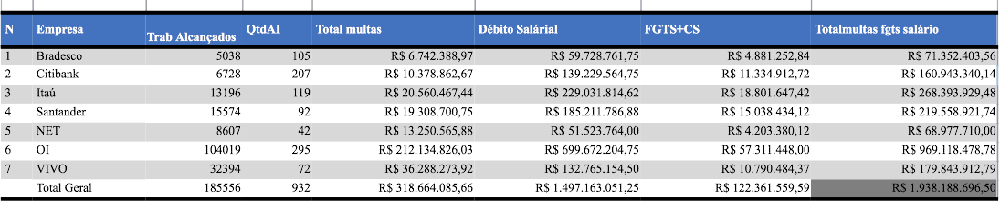 N Empresa Trab Alcançados QtdAI Total multas Débito Salárial FGTS+CS Totalmultas fgts salário
1 Bradesco 5038 105 R$ 6.742.388,97 R$ 59.728.761,75 R$ 4.881.252,84 R$ 71.352.403,56
2 Citibank 6728 207 R$ 10.378.862,67 R$ 139.229.564,75 R$ 11.334.912,72 R$ 160.943.340,14
3 Itaú 13196 119 R$ 20.560.467,44 R$ 229.031.814,62 R$ 18.801.647,42 R$ 268.393.929,48
4 Santander 15574 92 R$ 19.308.700,75 R$ 185.211.786,88 R$ 15.038.434,12 R$ 219.558.921,74
5 NET 8607 42 R$ 13.250.565,88 R$ 51.523.764,00 R$ 4.203.380,12 R$ 68.977.710,00
6 OI 104019 295 R$ 212.134.826,03 R$ 699.672.204,75 R$ 57.311.448,00 R$ 969.118.478,78
7 VIVO 32394 72 R$ 36.288.273,92 R$ 132.765.154,50 R$ 10.790.484,37 R$ 179.843.912,79
Total Geral 185556 932 R$ 318.664.085,66 R$ 1.497.163.051,25 R$ 122.361.559,59 R$ 1.938.188.696,50